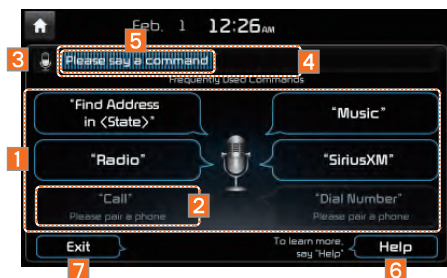 Feb. 1 12:26AM
5
3
Please say a command
4
Frequently Used Commands
"Find Address
in <State>"
"Music"
1
"Radio"
"SiriusXM"
"Call"
Please pair a phone
2
"Dial Number"
Please pair a phone
Exit
To learn more,
say "Help"
Help
7
6